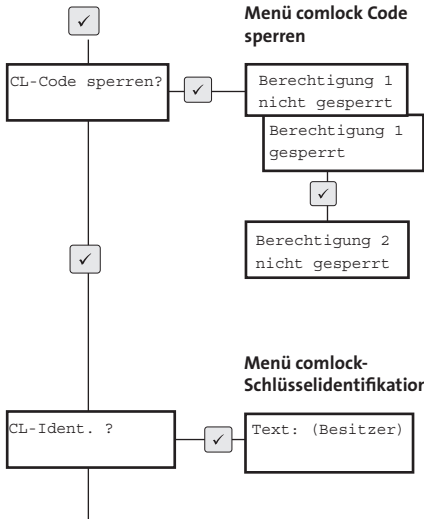 Menü comlock Code
sperren
CL-Code sperren?
Berechtigung 1
nicht gesperrt
Berechtigung 1
gesperrt
Berechtigung 2
nicht gesperrt
Menü comlock-
Schlüsselidentifikation
CL-Ident. ?
Text: (Besitzer)